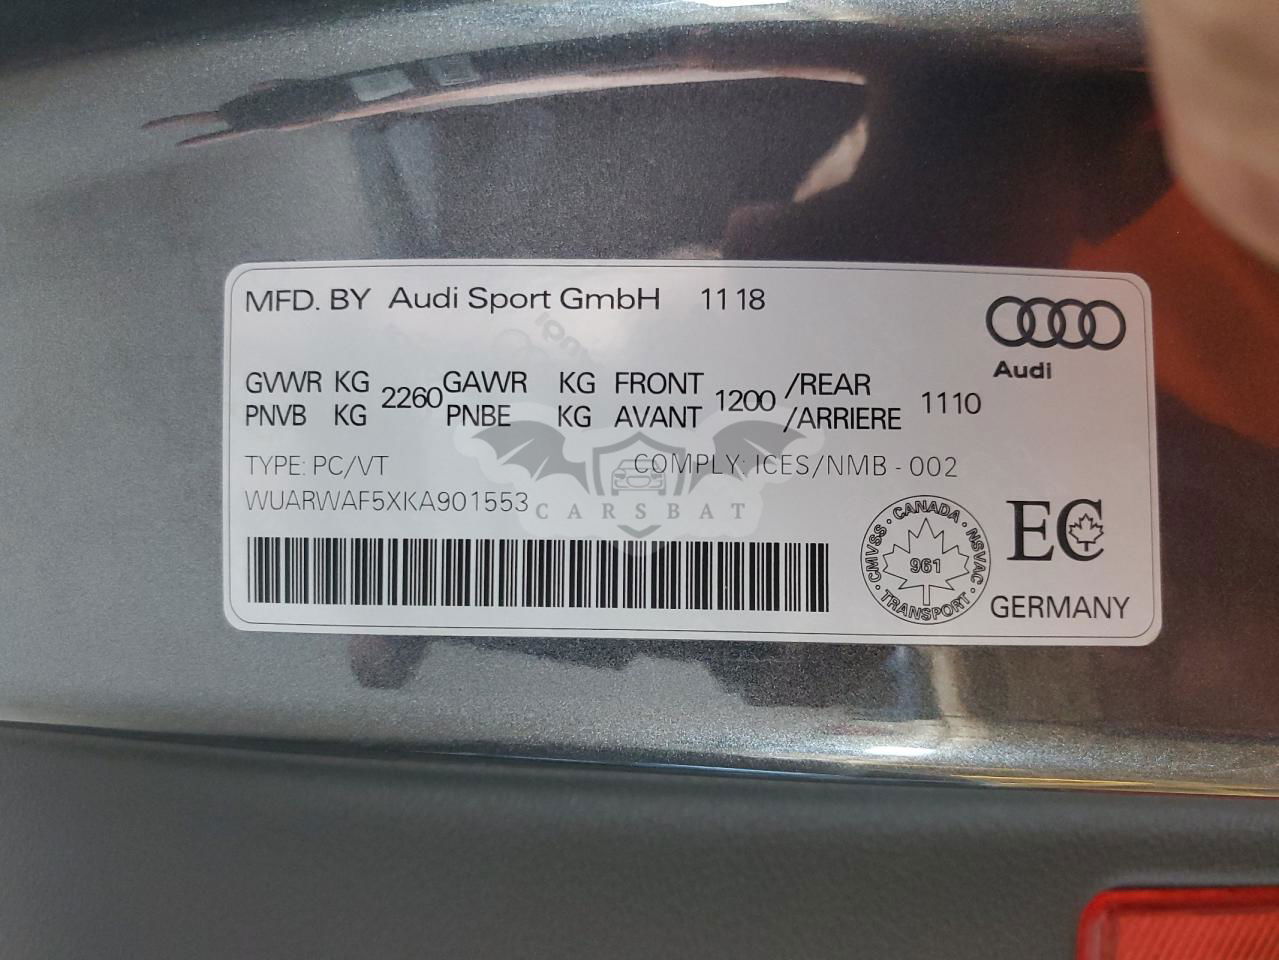 MFD. BY Audi Sport GmbH 11 18
Audi
GVWR KG 2260 GAWR KG FRONT 1200 /REAR 1110
PNVB KG PNBE KG AVANT /ARRIERE
TYPE: PC/VT COMPLY: ICES/NMB - 002
WUARWAF5XKA901553
CARSBAT
· CANADA · NSVAC · TRANSPORT · CMVSS
961
EC
GERMANY